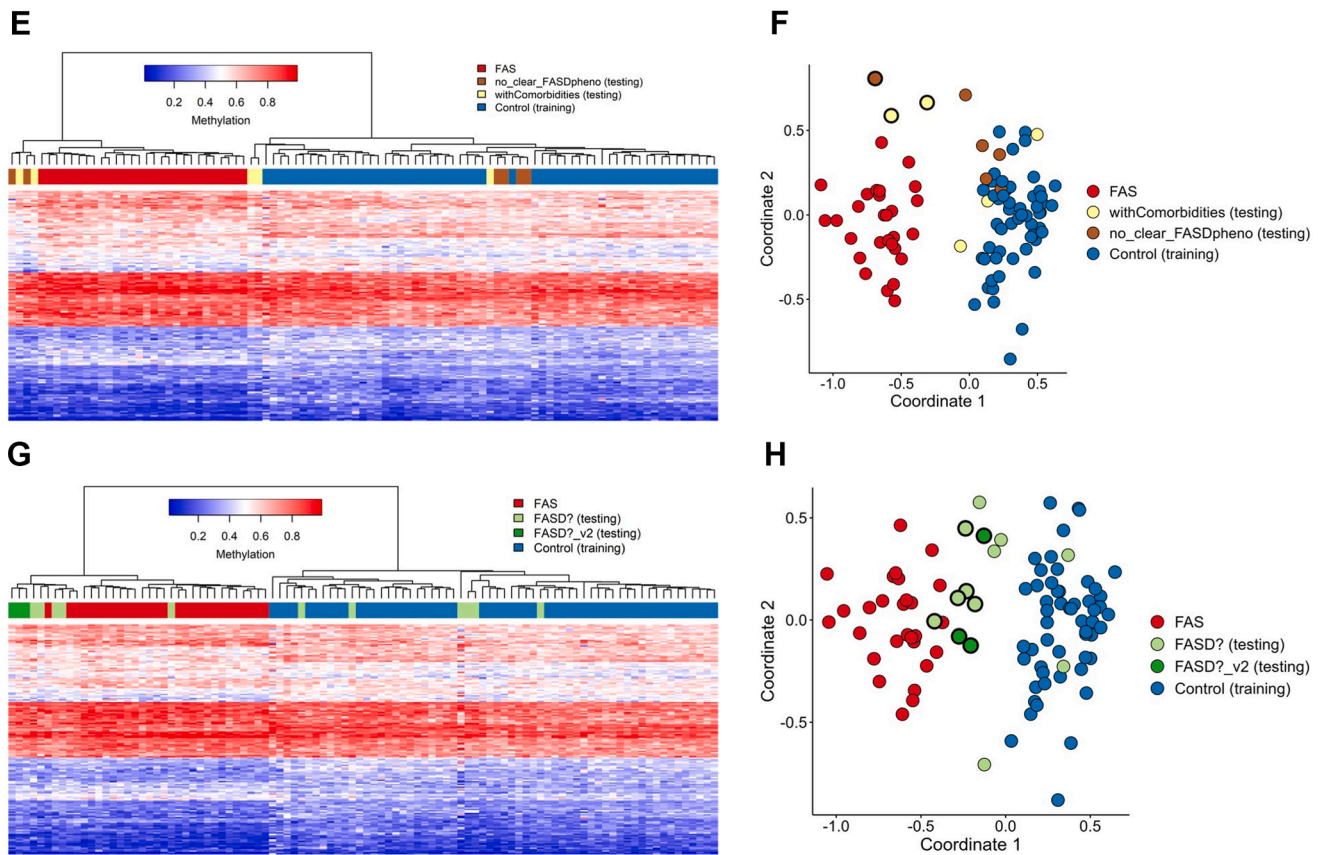 E
FAS
no_clear_FASDpheno (testing)
withComorbidities (testing)
Control (training)
0.2 0.4 0.6 0.8
Methylation
F
0.5
0.0
-0.5
Coordinate 2
-1.0 -0.5 0.0 0.5
Coordinate 1
FAS
withComorbidities (testing)
no_clear_FASDpheno (testing)
Control (training)
G
FAS
FASD? (testing)
FASD?_v2 (testing)
Control (training)
0.2 0.4 0.6 0.8
Methylation
H
0.5
0.0
-0.5
Coordinate 2
-1.0 -0.5 0.0 0.5
Coordinate 1
FAS
FASD? (testing)
FASD?_v2 (testing)
Control (training)